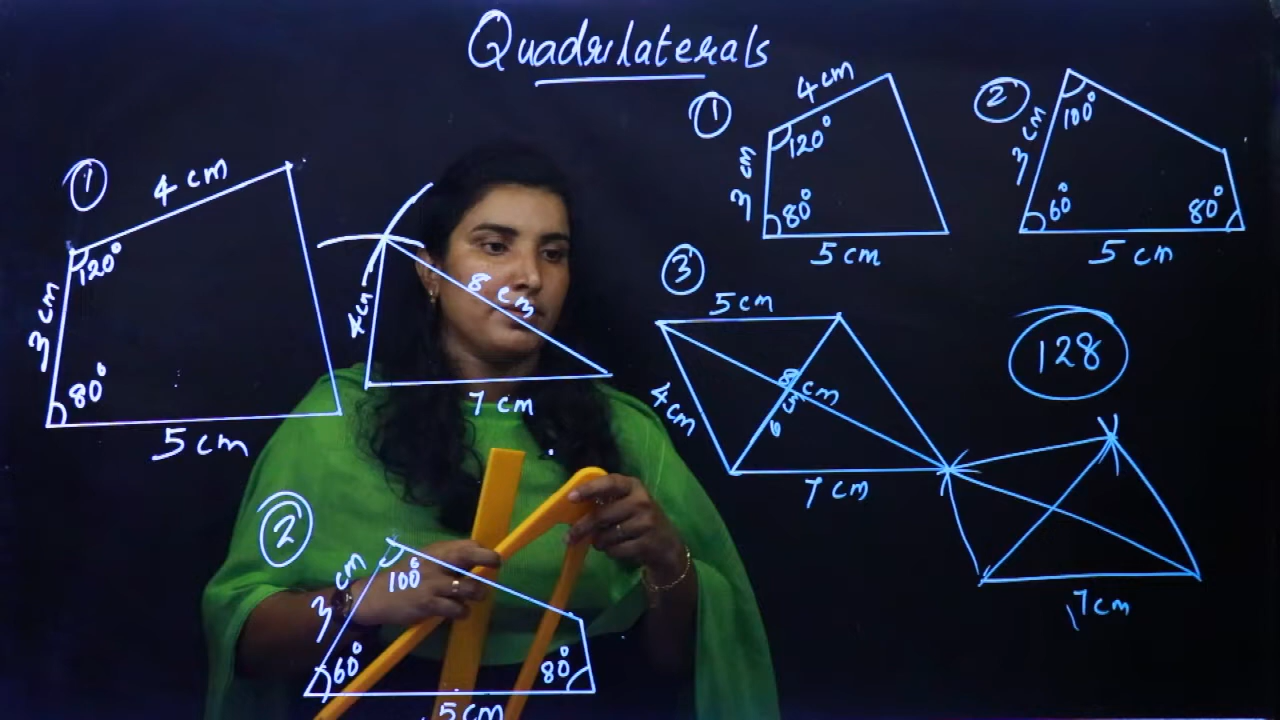 Quadrilaterals
①
4 cm
120°
3 cm
80°
5 cm
4 cm
8 cm
7 cm
②
3 cm
100°
60°
80°
5 cm
①
4 cm
120°
3 cm
80°
5 cm
②
3 cm
100°
60°
80°
5 cm
③
5 cm
4 cm
8 cm
6 cm
7 cm
128
7 cm